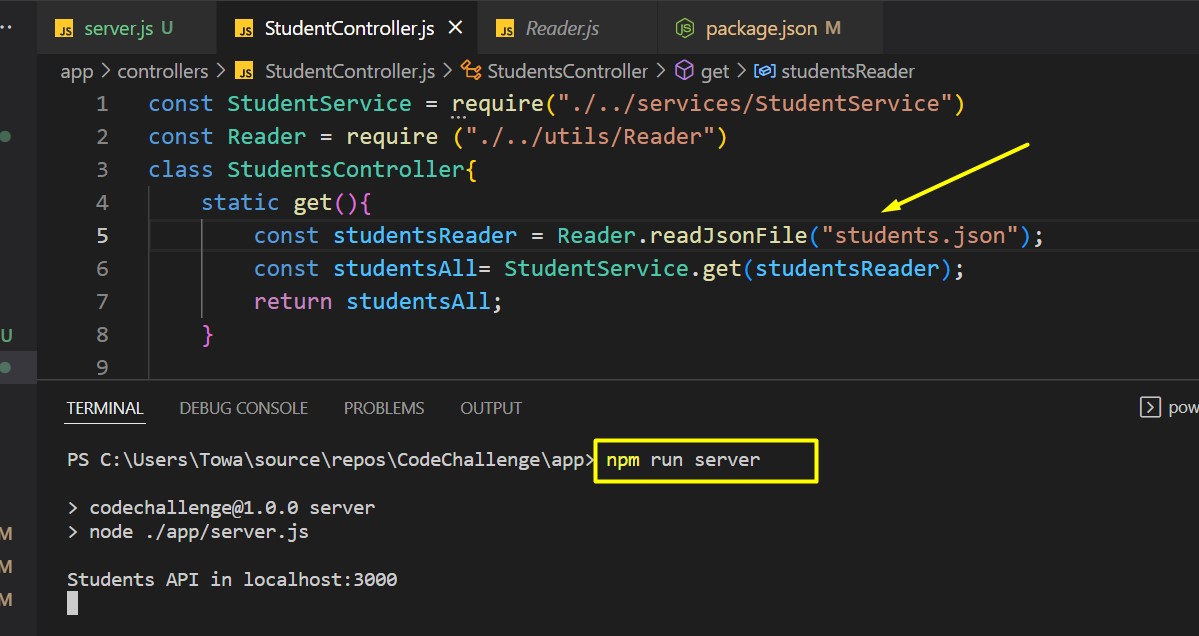 JS server.js U JS StudentController.js JS Reader.js JS package.json M
app > controllers > JS StudentController.js > StudentsController > get > studentsReader
1 const StudentService = require("./../services/StudentService")
2 const Reader = require ("./../utils/Reader")
3 class StudentsController{
4 static get(){
5 const studentsReader = Reader.readJsonFile("students.json");
6 const studentsAll= StudentService.get(studentsReader);
7 return studentsAll;
U
8 }
9
TERMINAL DEBUG CONSOLE PROBLEMS OUTPUT pow
PS C:\Users\Towa\source\repos\CodeChallenge\app> npm run server
> codechallenge@1.0.0 server
M
> node ./app/server.js
M
Students API in localhost:3000
M